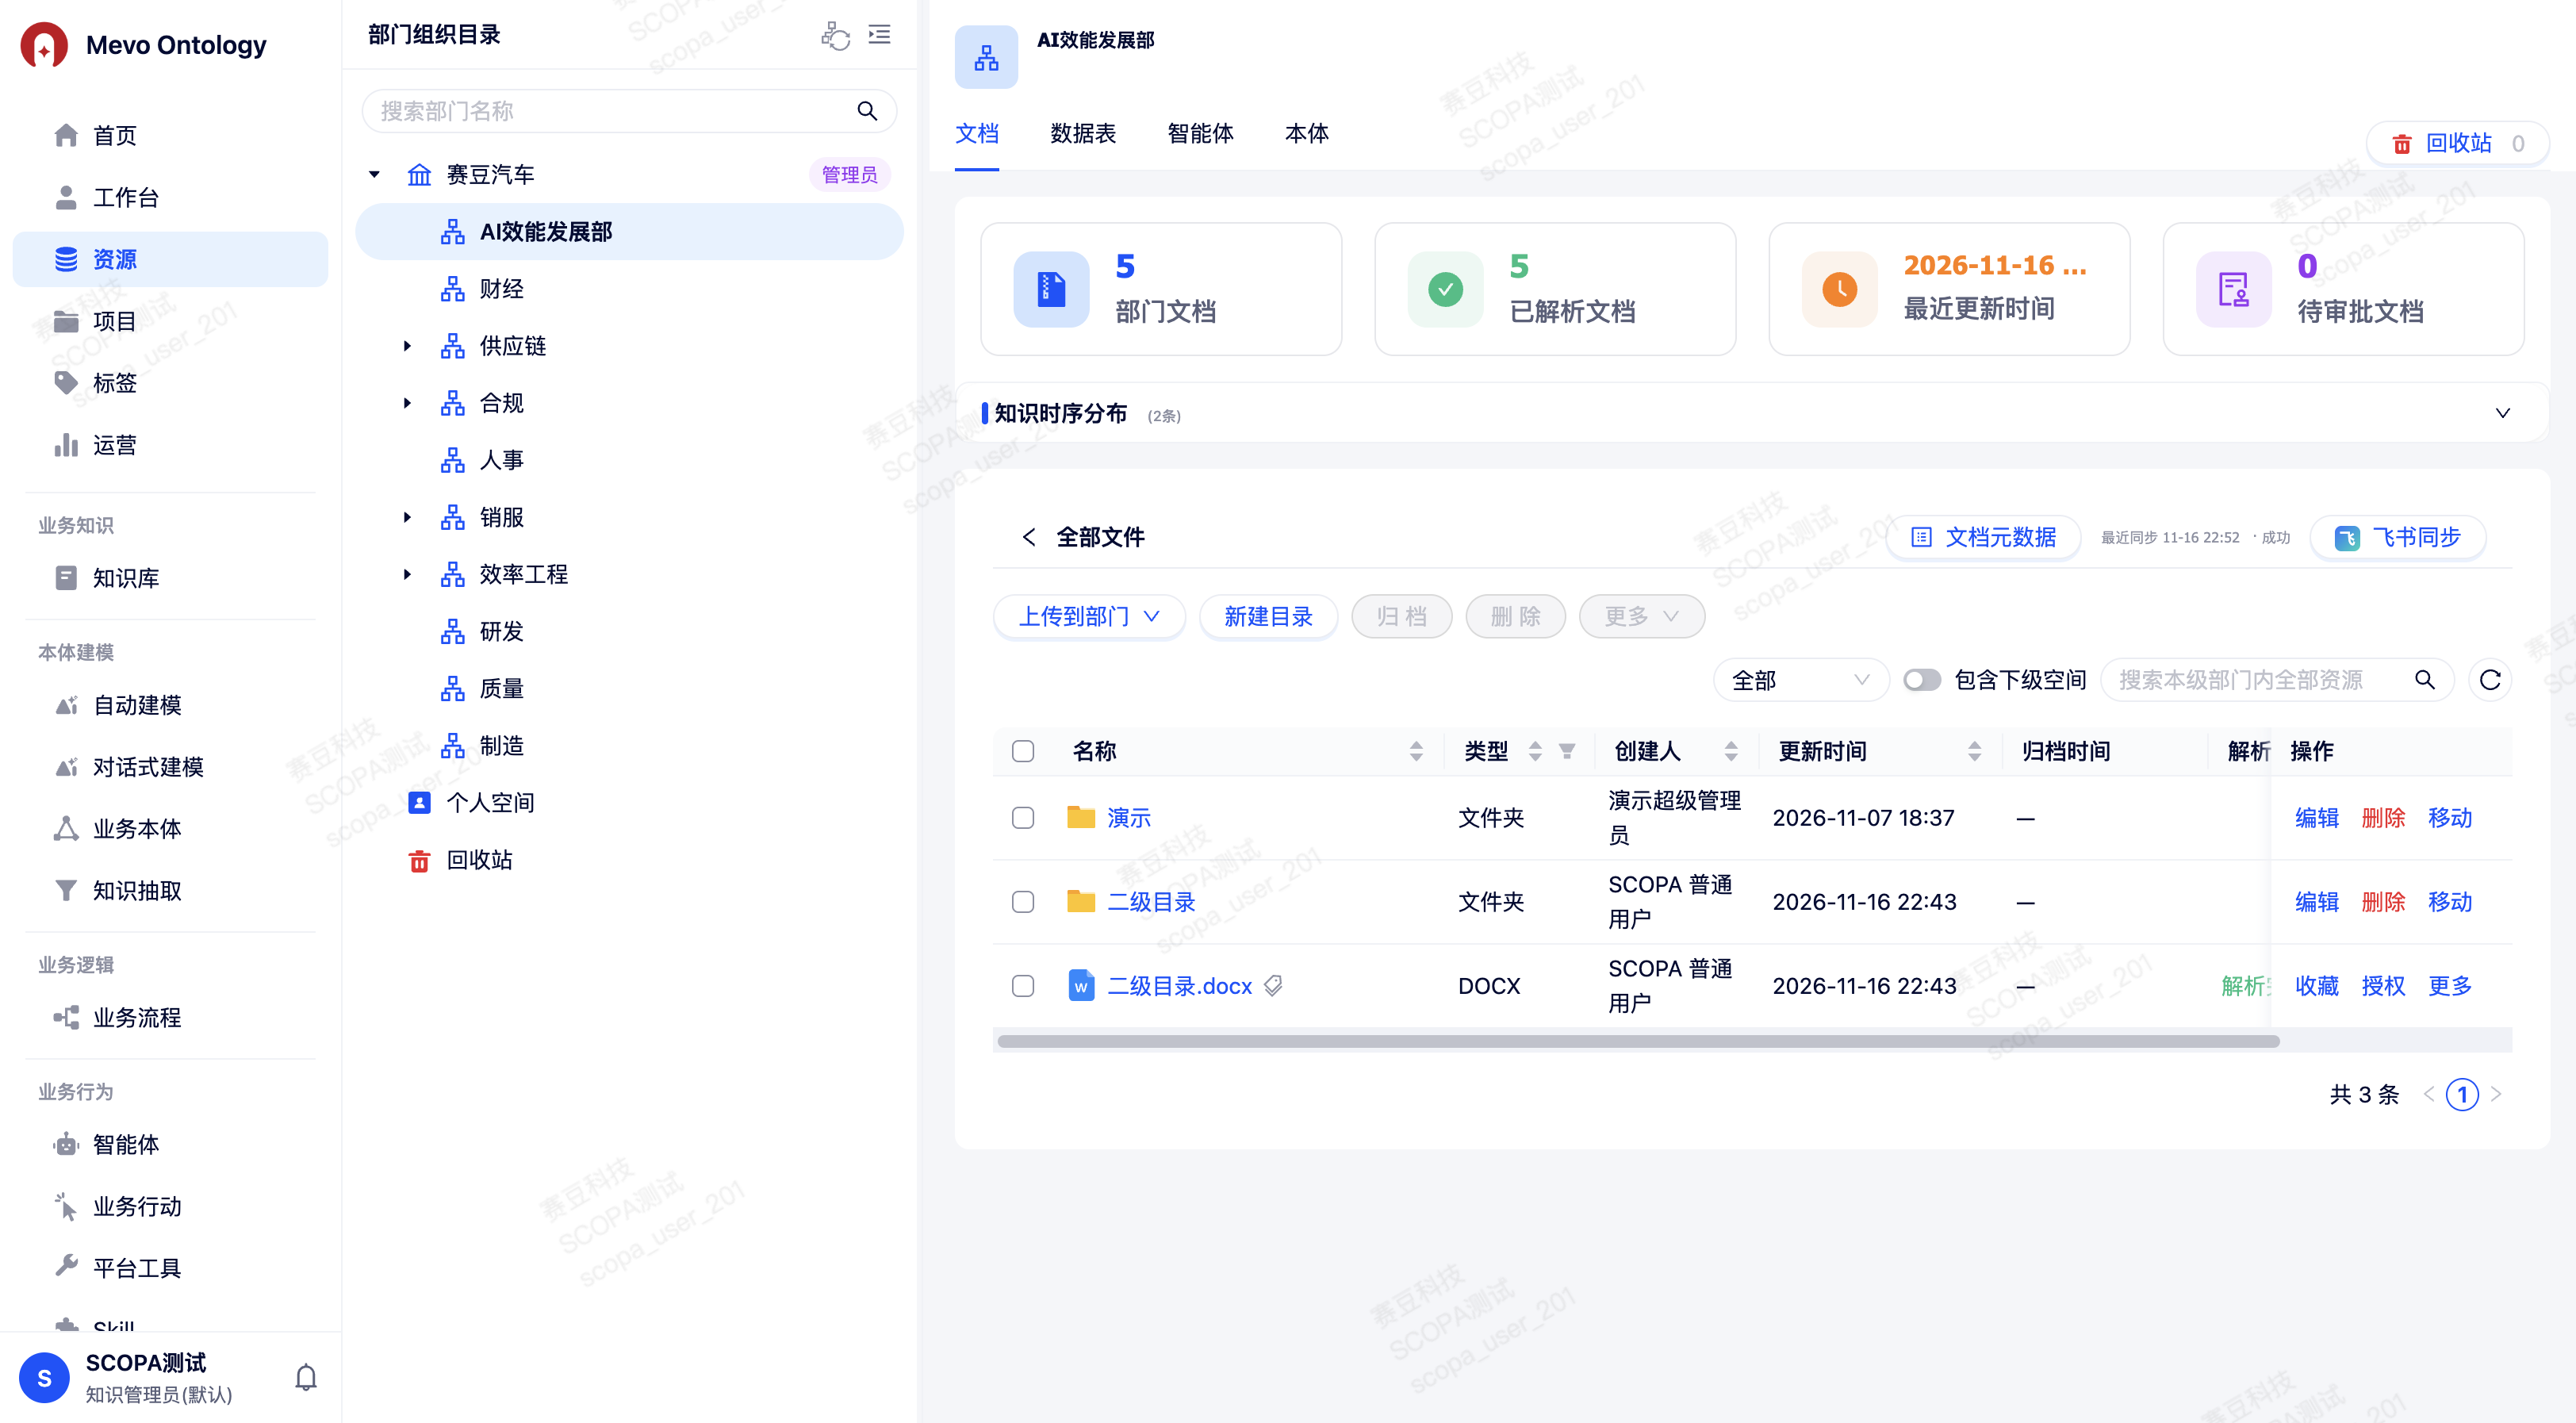 Mevo Ontology
首页
工作台
资源
项目
标签
运营
业务知识
知识库
本体建模
自动建模
对话式建模
业务本体
知识抽取
业务逻辑
业务流程
业务行为
智能体
业务行动
平台工具
Skill
S
SCOPA测试
知识管理员(默认)
部门组织目录
搜索部门名称
赛豆汽车
管理员
AI效能发展部
财经
供应链
合规
人事
销服
效率工程
研发
质量
制造
个人空间
回收站
AI效能发展部
文档 数据表 智能体 本体
回收站 0
5
部门文档
5
已解析文档
2026-11-16 ...
最近更新时间
0
待审批文档
知识时序分布 (2条)
全部文件
文档元数据
最近同步 11-16 22:52 · 成功
飞书同步
上传到部门 新建目录 归 档 删 除 更多
全部 包含下级空间 搜索本级部门内全部资源
名称 类型 创建人 更新时间 归档时间 解析 操作
演示 文件夹 演示超级管理员 2026-11-07 18:37 — 编辑 删除 移动
二级目录 文件夹 SCOPA 普通用户 2026-11-16 22:43 — 编辑 删除 移动
W 二级目录.docx DOCX SCOPA 普通用户 2026-11-16 22:43 — 解析 收藏 授权 更多
共 3 条 1
赛豆科技
SCOPA测试
scopa_user_201